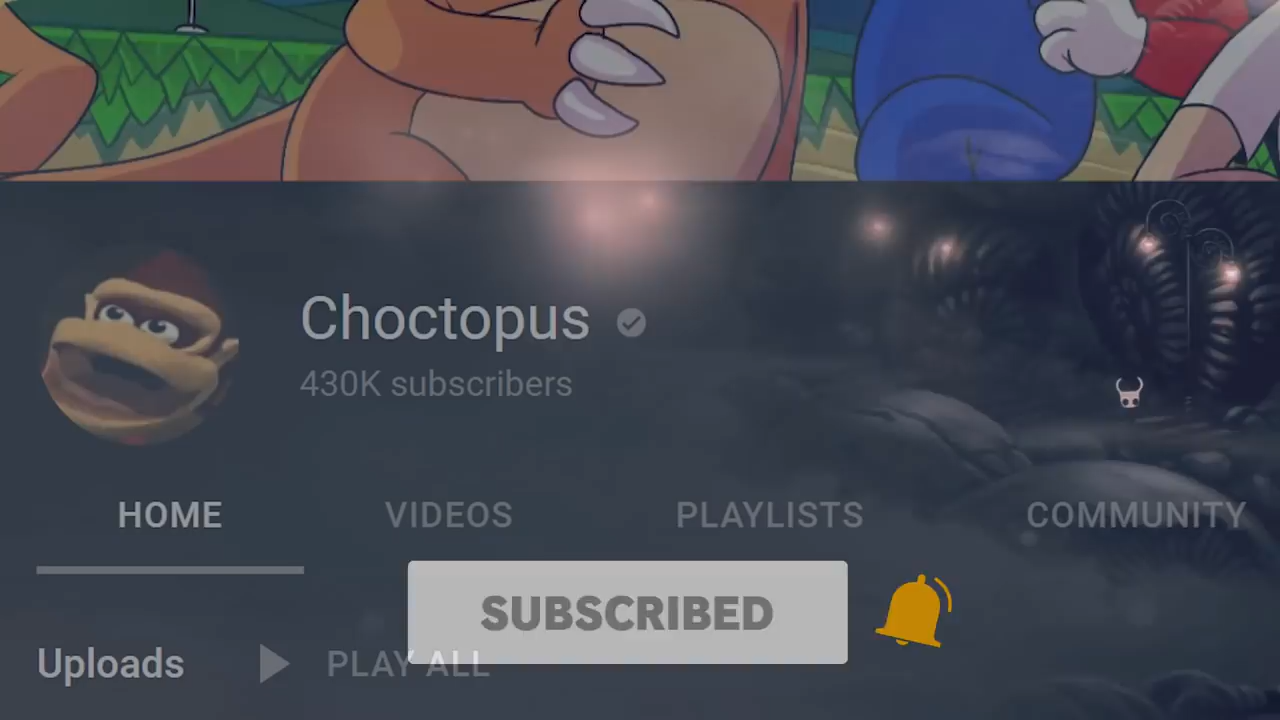 Choctopus
430K subscribers
HOME VIDEOS PLAYLISTS COMMUNITY
SUBSCRIBED
Uploads PLAY ALL